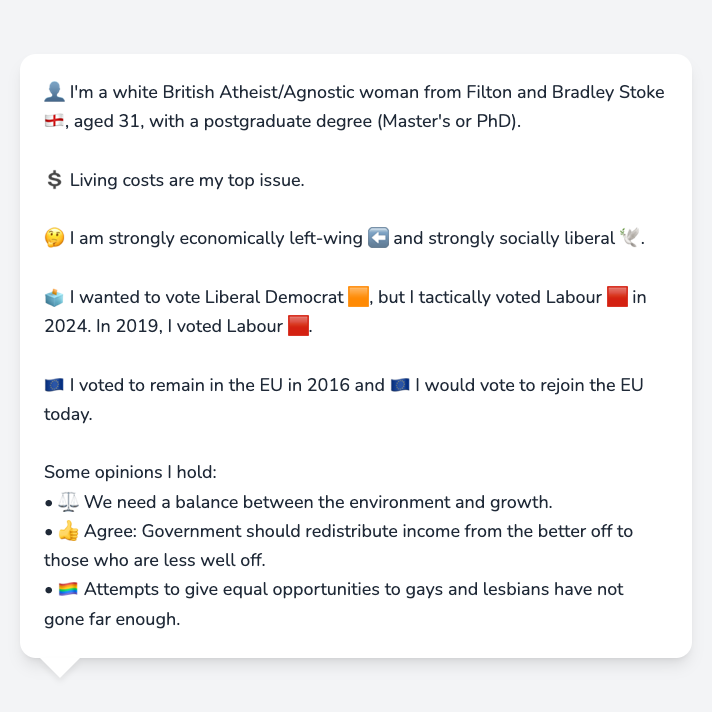 👤 I'm a white British Atheist/Agnostic woman from Filton and Bradley Stoke
🏴󠁧󠁢󠁥󠁮󠁧󠁿, aged 31, with a postgraduate degree (Master's or PhD).
💲 Living costs are my top issue.
🤔 I am strongly economically left-wing ⬅️ and strongly socially liberal 🕊️.
🗳️ I wanted to vote Liberal Democrat 🟧, but I tactically voted Labour 🟥 in
2024. In 2019, I voted Labour 🟥.
🇪🇺 I voted to remain in the EU in 2016 and 🇪🇺 I would vote to rejoin the EU
today.
Some opinions I hold:
• ⚖️ We need a balance between the environment and growth.
• 👍 Agree: Government should redistribute income from the better off to
those who are less well off.
• 🏳️‍🌈 Attempts to give equal opportunities to gays and lesbians have not
gone far enough.